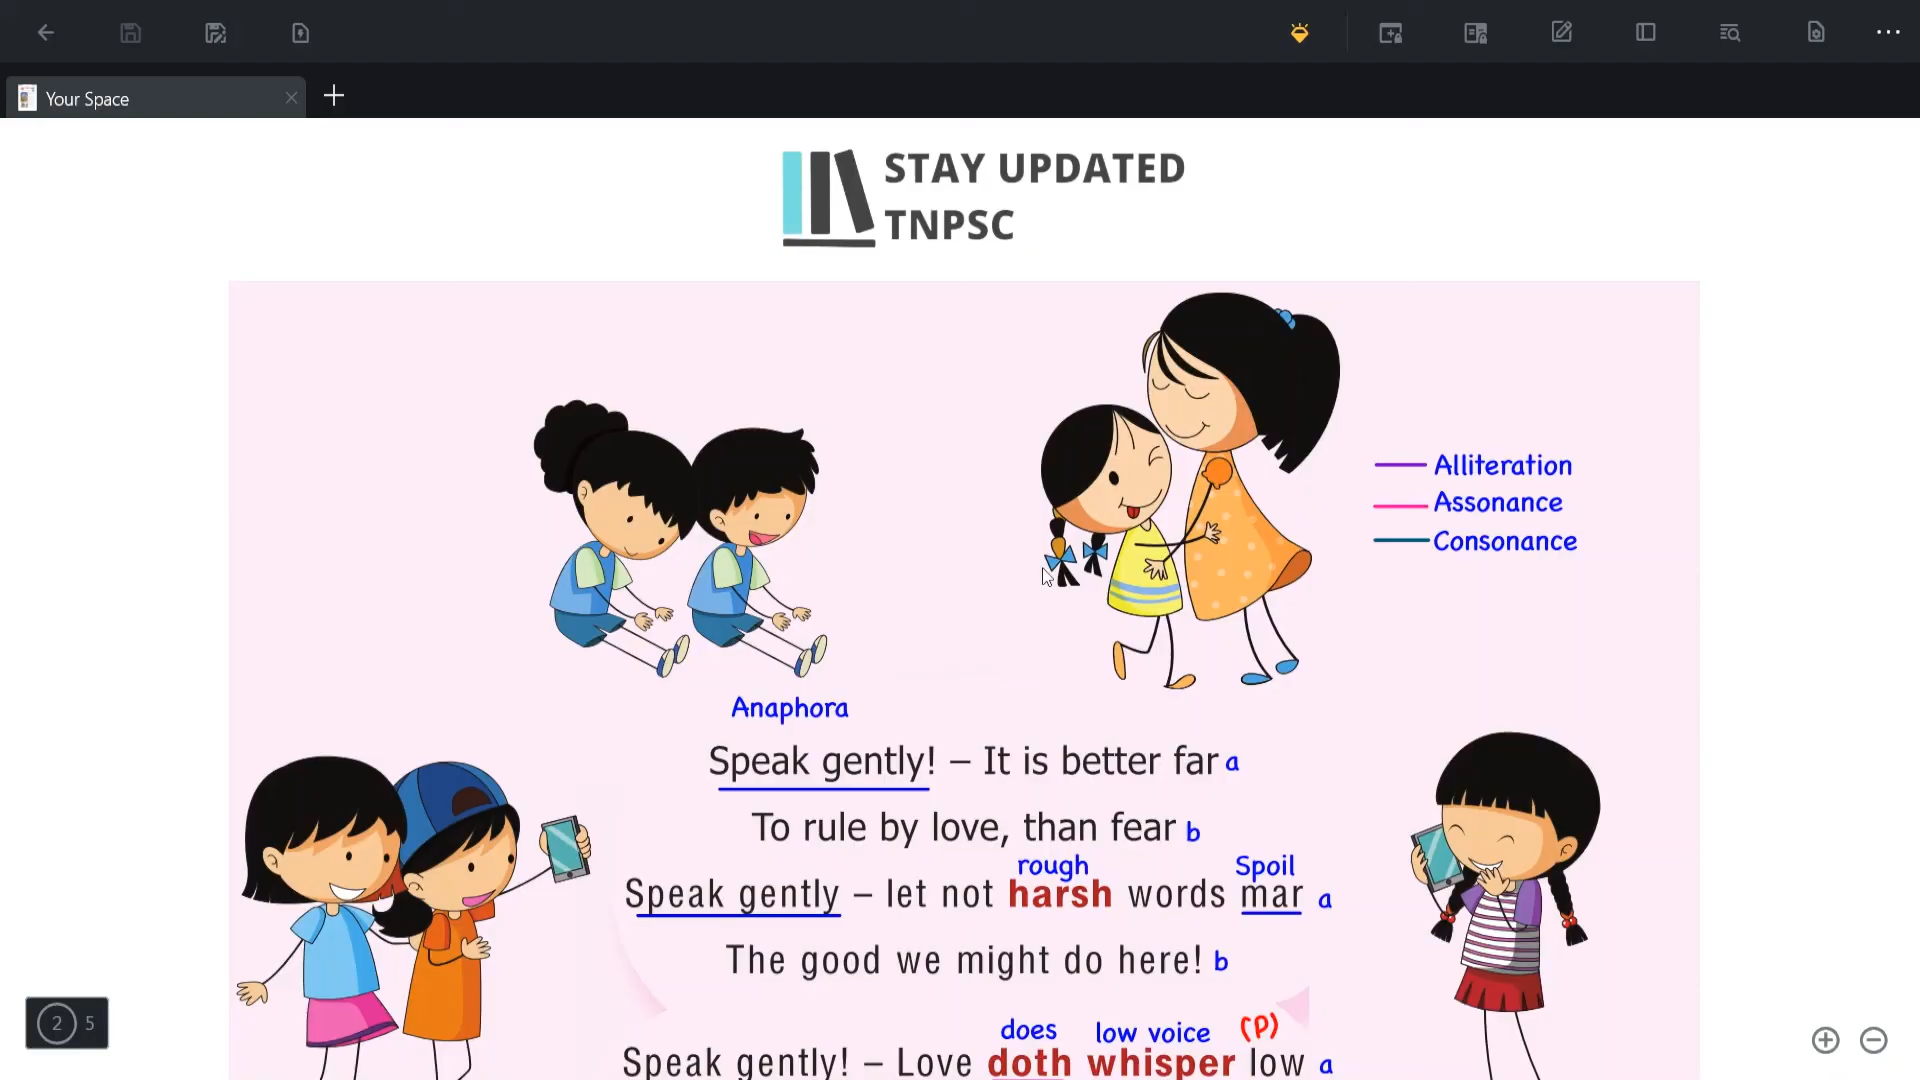 Your Space
STAY UPDATED
TNPSC
Alliteration
Assonance
Consonance
Anaphora
Speak gently! – It is better far a
To rule by love, than fear b
rough Spoil
Speak gently – let not harsh words mar a
The good we might do here! b
does low voice (P)
Speak gently! – Love doth whisper low a
2 5